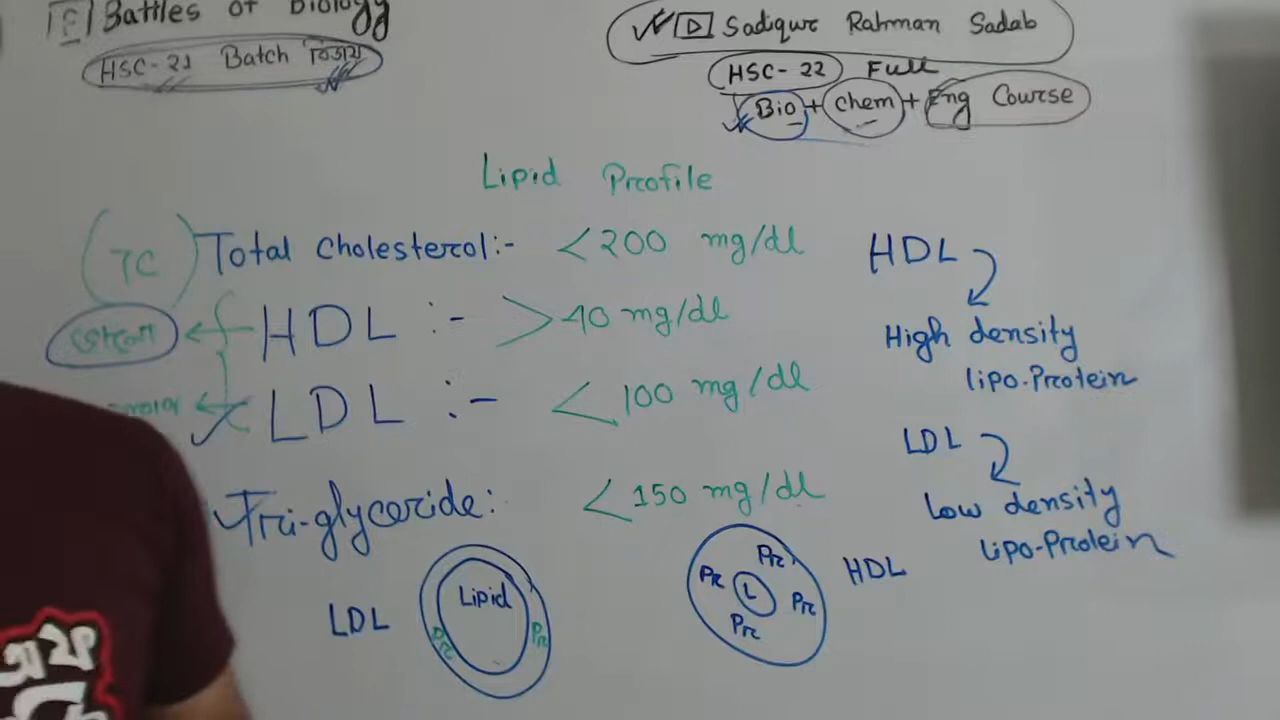 Battles of Biology
HSC-21 Batch
Sadiqur Rahman Sadab
HSC-22 Full
Bio + Chem + Eng Course
Lipid Profile
(TC) Total Cholesterol:- <200 mg/dl
HDL :- >40 mg/dl
LDL :- <100 mg/dl
Tri-glyceride: <150 mg/dl
HDL
High density
lipo-Protein
LDL
Low density
lipo-Protein
LDL
Lipid
Pr Pr
Pr
Pr L Pr
Pr
HDL